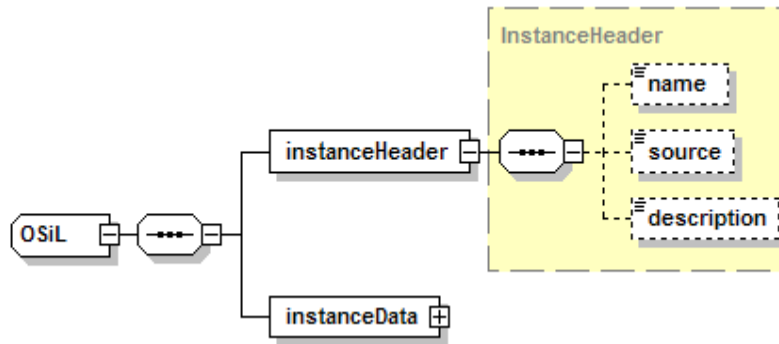 InstanceHeader
name
instanceHeader
source
description
OSiL
instanceData